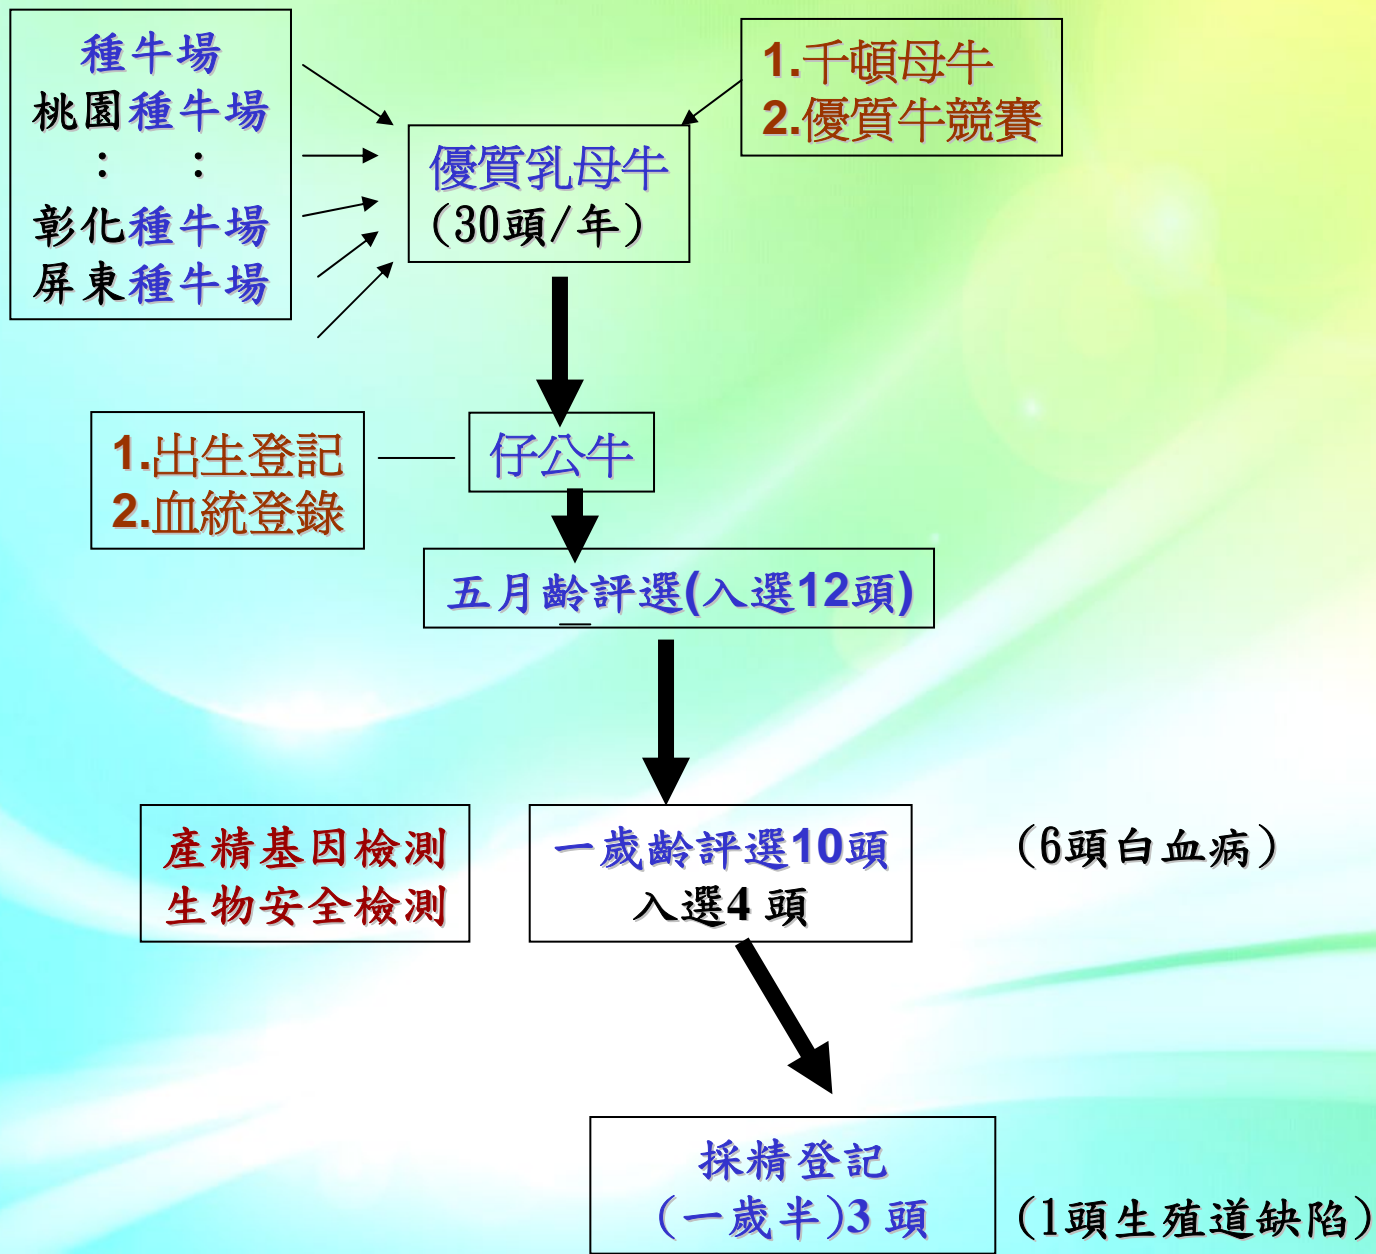 種牛場
桃園種牛場
： ：
彰化種牛場
屏東種牛場
1.千頓母牛
2.優質牛競賽
優質乳母牛
(30頭/年)
1.出生登記
2.血統登錄
仔公牛
五月齡評選(入選12頭)
產精基因檢測
生物安全檢測
一歲齡評選10頭
入選4 頭
(6頭白血病)
採精登記
(一歲半)3 頭
(1頭生殖道缺陷)